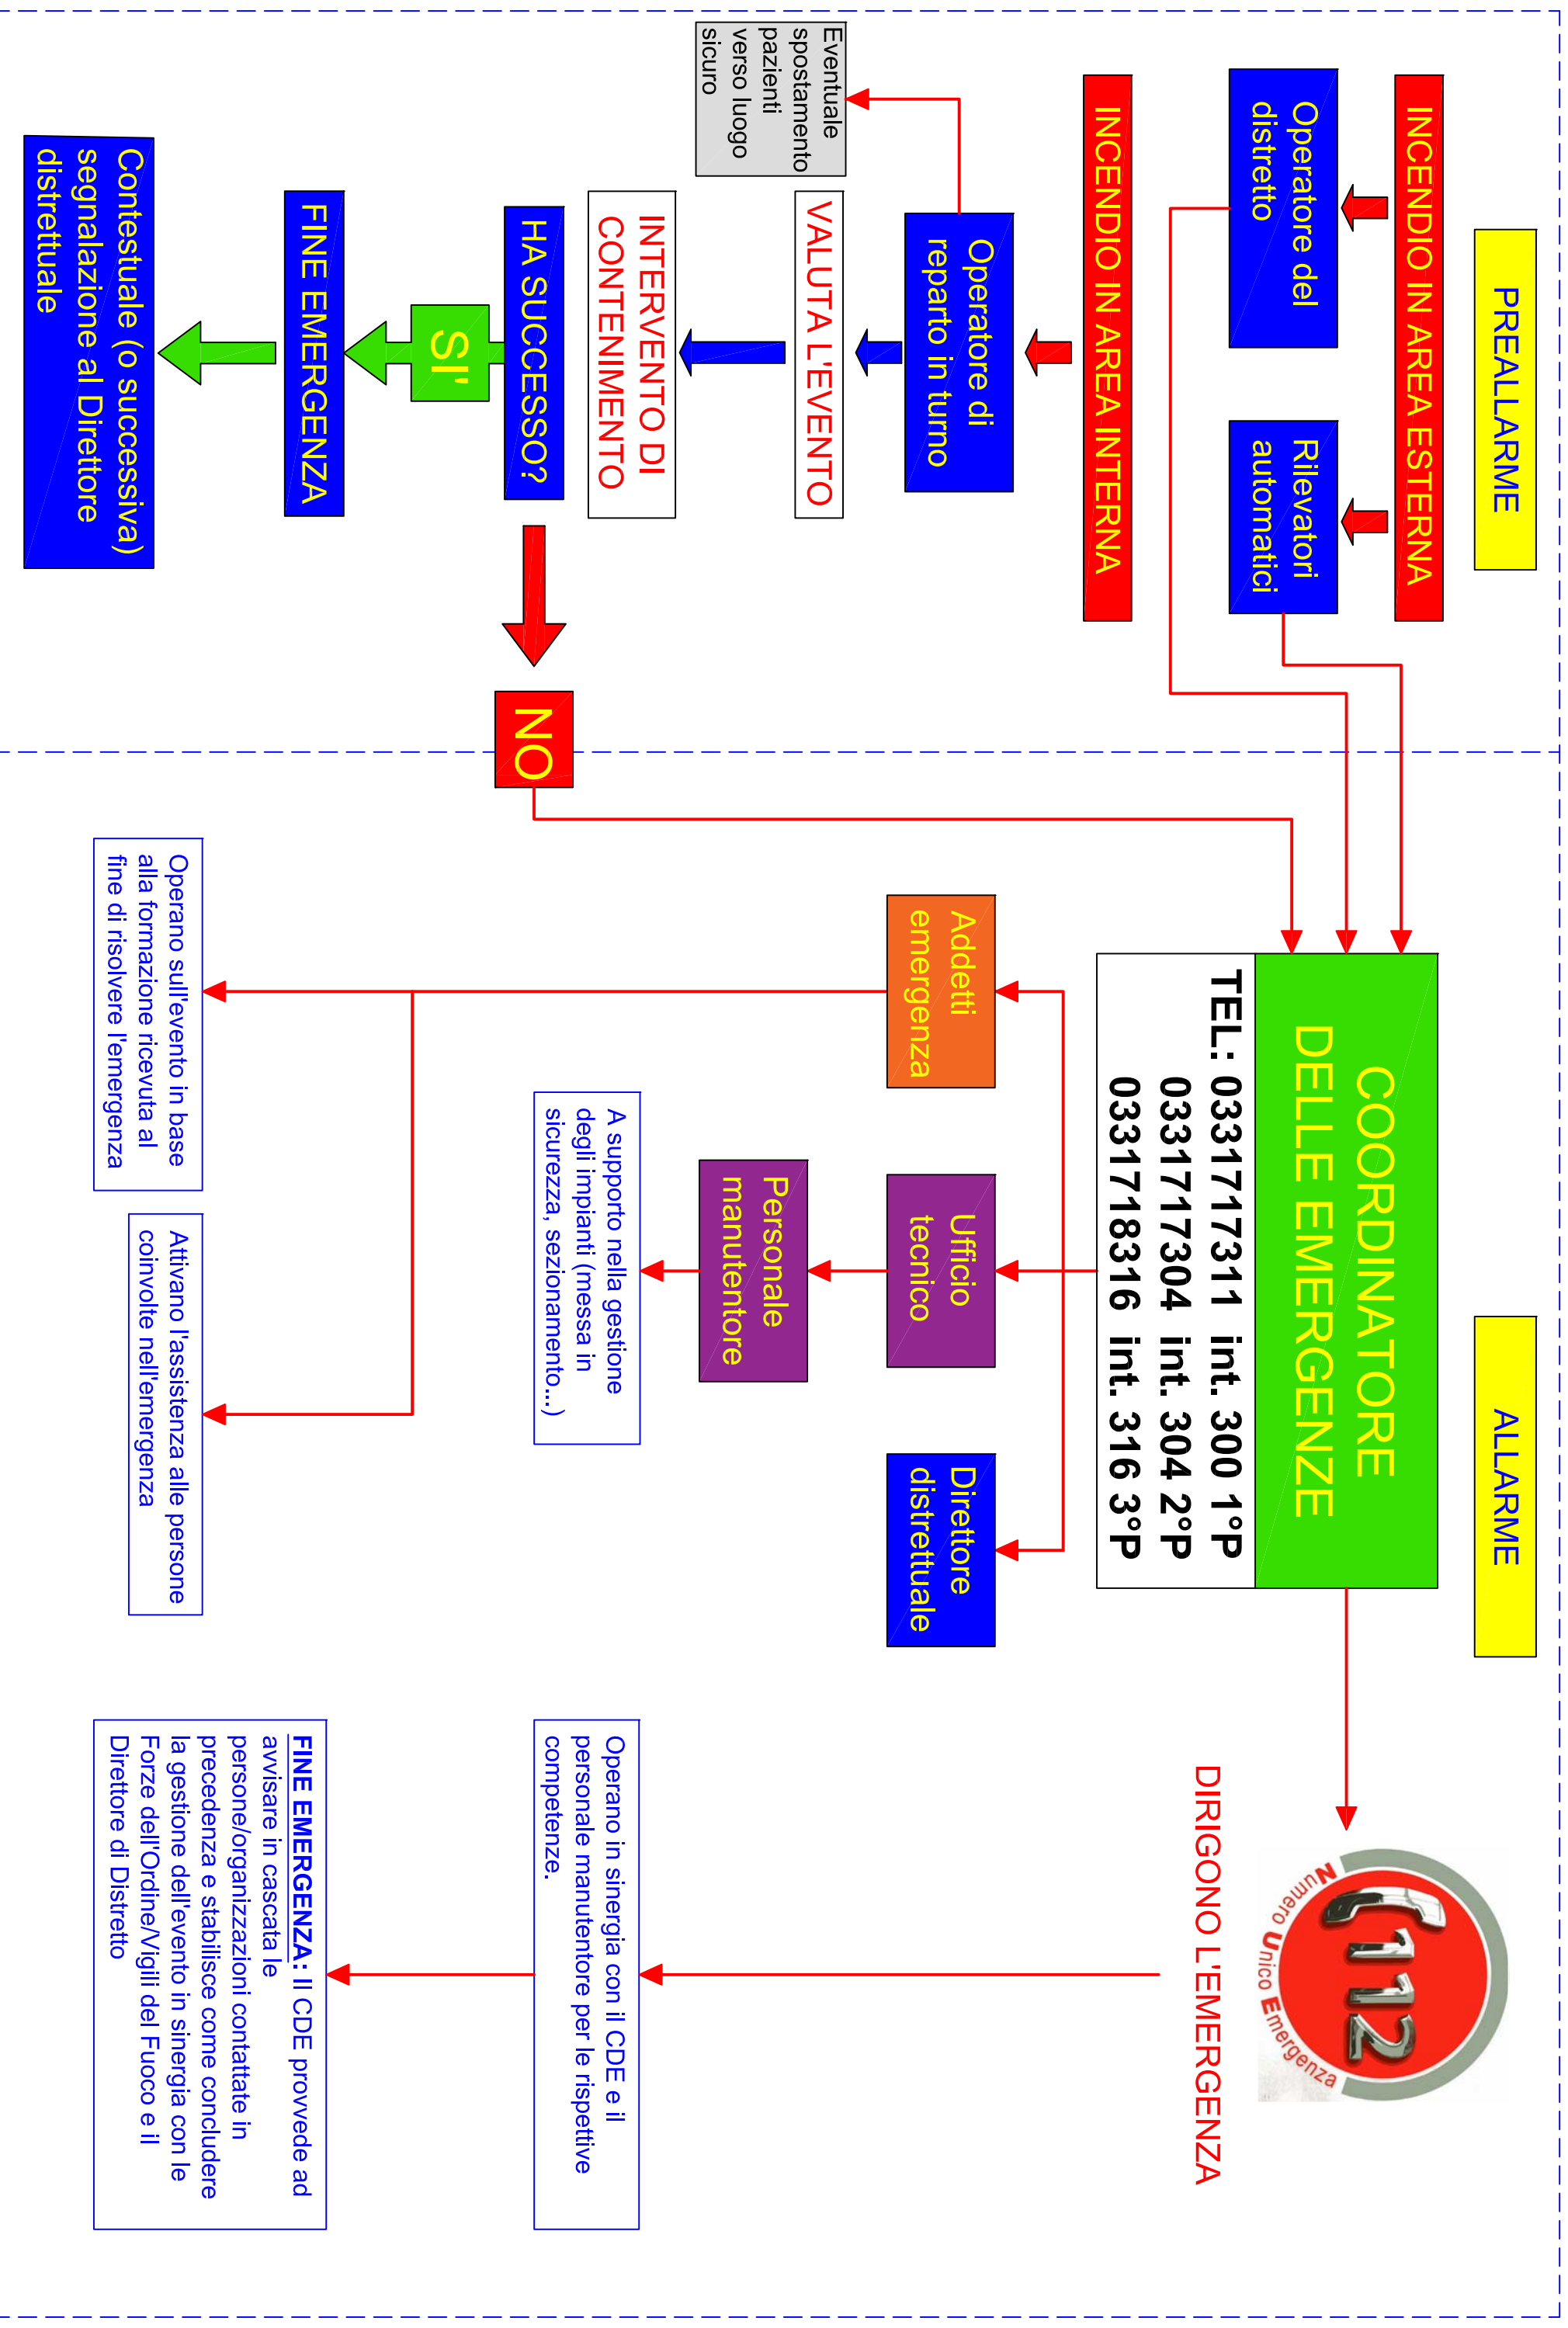 PREALLARME
INCENDIO IN AREA ESTERNA
Operatore del
distretto
Rilevatori
automatici
INCENDIO IN AREA INTERNA
Operatore di
reparto in turno
Eventuale
spostamento
pazienti
verso luogo
sicuro
VALUTA L'EVENTO
INTERVENTO DI
CONTENIMENTO
HA SUCCESSO?
SI'
NO
FINE EMERGENZA
Contestuale (o successiva)
segnalazione al Direttore
distrettuale
ALLARME
COORDINATORE
DELLE EMERGENZE
TEL: 0331717311 int. 300 1°P
0331717304 int. 304 2°P
0331718316 int. 316 3°P
Addetti
emergenza
Ufficio
tecnico
Direttore
distrettuale
Personale
manutentore
A supporto nella gestione
degli impianti (messa in
sicurezza, sezionamento...)
Operano sull'evento in base
alla formazione ricevuta al
fine di risolvere l'emergenza
Attivano l'assistenza alle persone
coinvolte nell'emergenza
112
Numero Unico Emergenza
DIRIGONO L'EMERGENZA
Operano in sinergia con il CDE e il
personale manutentore per le rispettive
competenze.
FINE EMERGENZA: Il CDE provvede ad
avvisare in cascata le
persone/organizzazioni contattate in
precedenza e stabilisce come concludere
la gestione dell'evento in sinergia con le
Forze dell'Ordine/Vigili del Fuoco e il
Direttore di Distretto